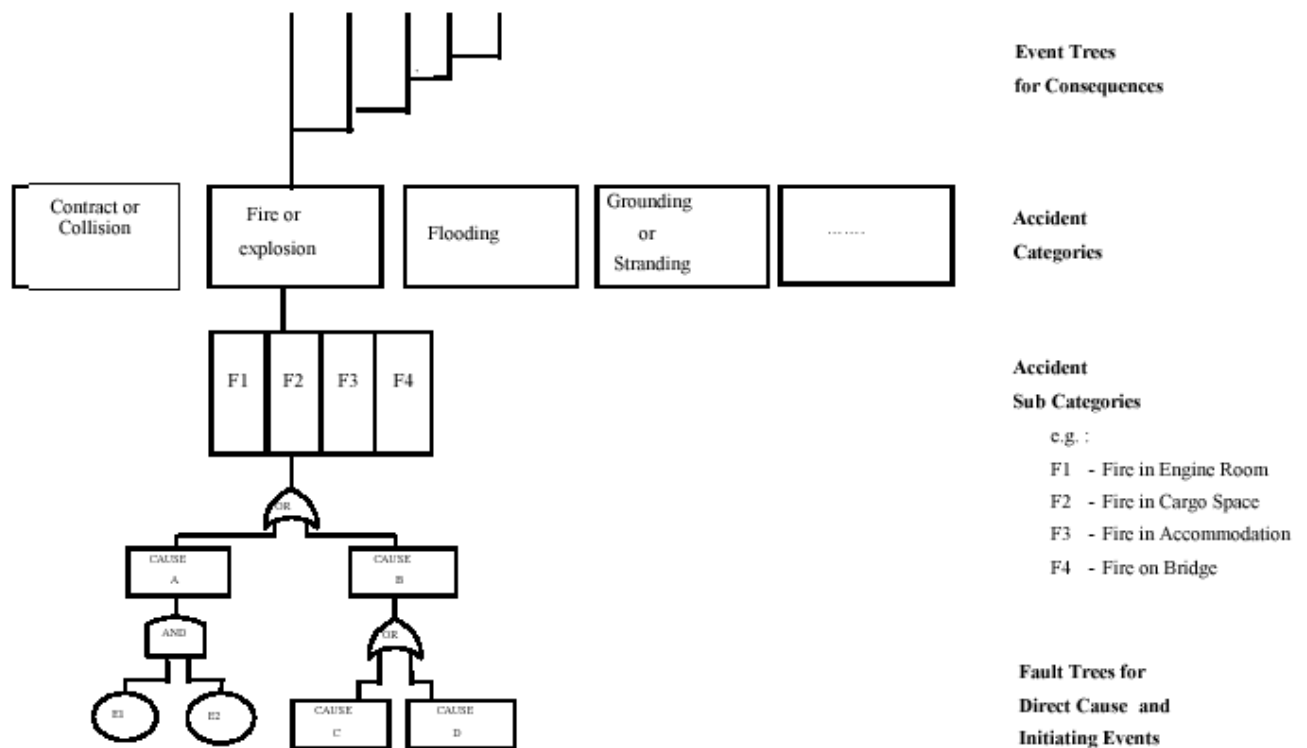 Event Trees
for Consequences
Contract or
Collision
Fire or
explosion
Flooding
Grounding
or
Stranding
.......
Accident
Categories
F1
F2
F3
F4
Accident
Sub Categories
e.g. :
F1 - Fire in Engine Room
F2 - Fire in Cargo Space
F3 - Fire in Accommodation
F4 - Fire on Bridge
OR
CAUSE
A
CAUSE
B
AND
OR
E1
E2
CAUSE
C
CAUSE
D
Fault Trees for
Direct Cause and
Initiating Events